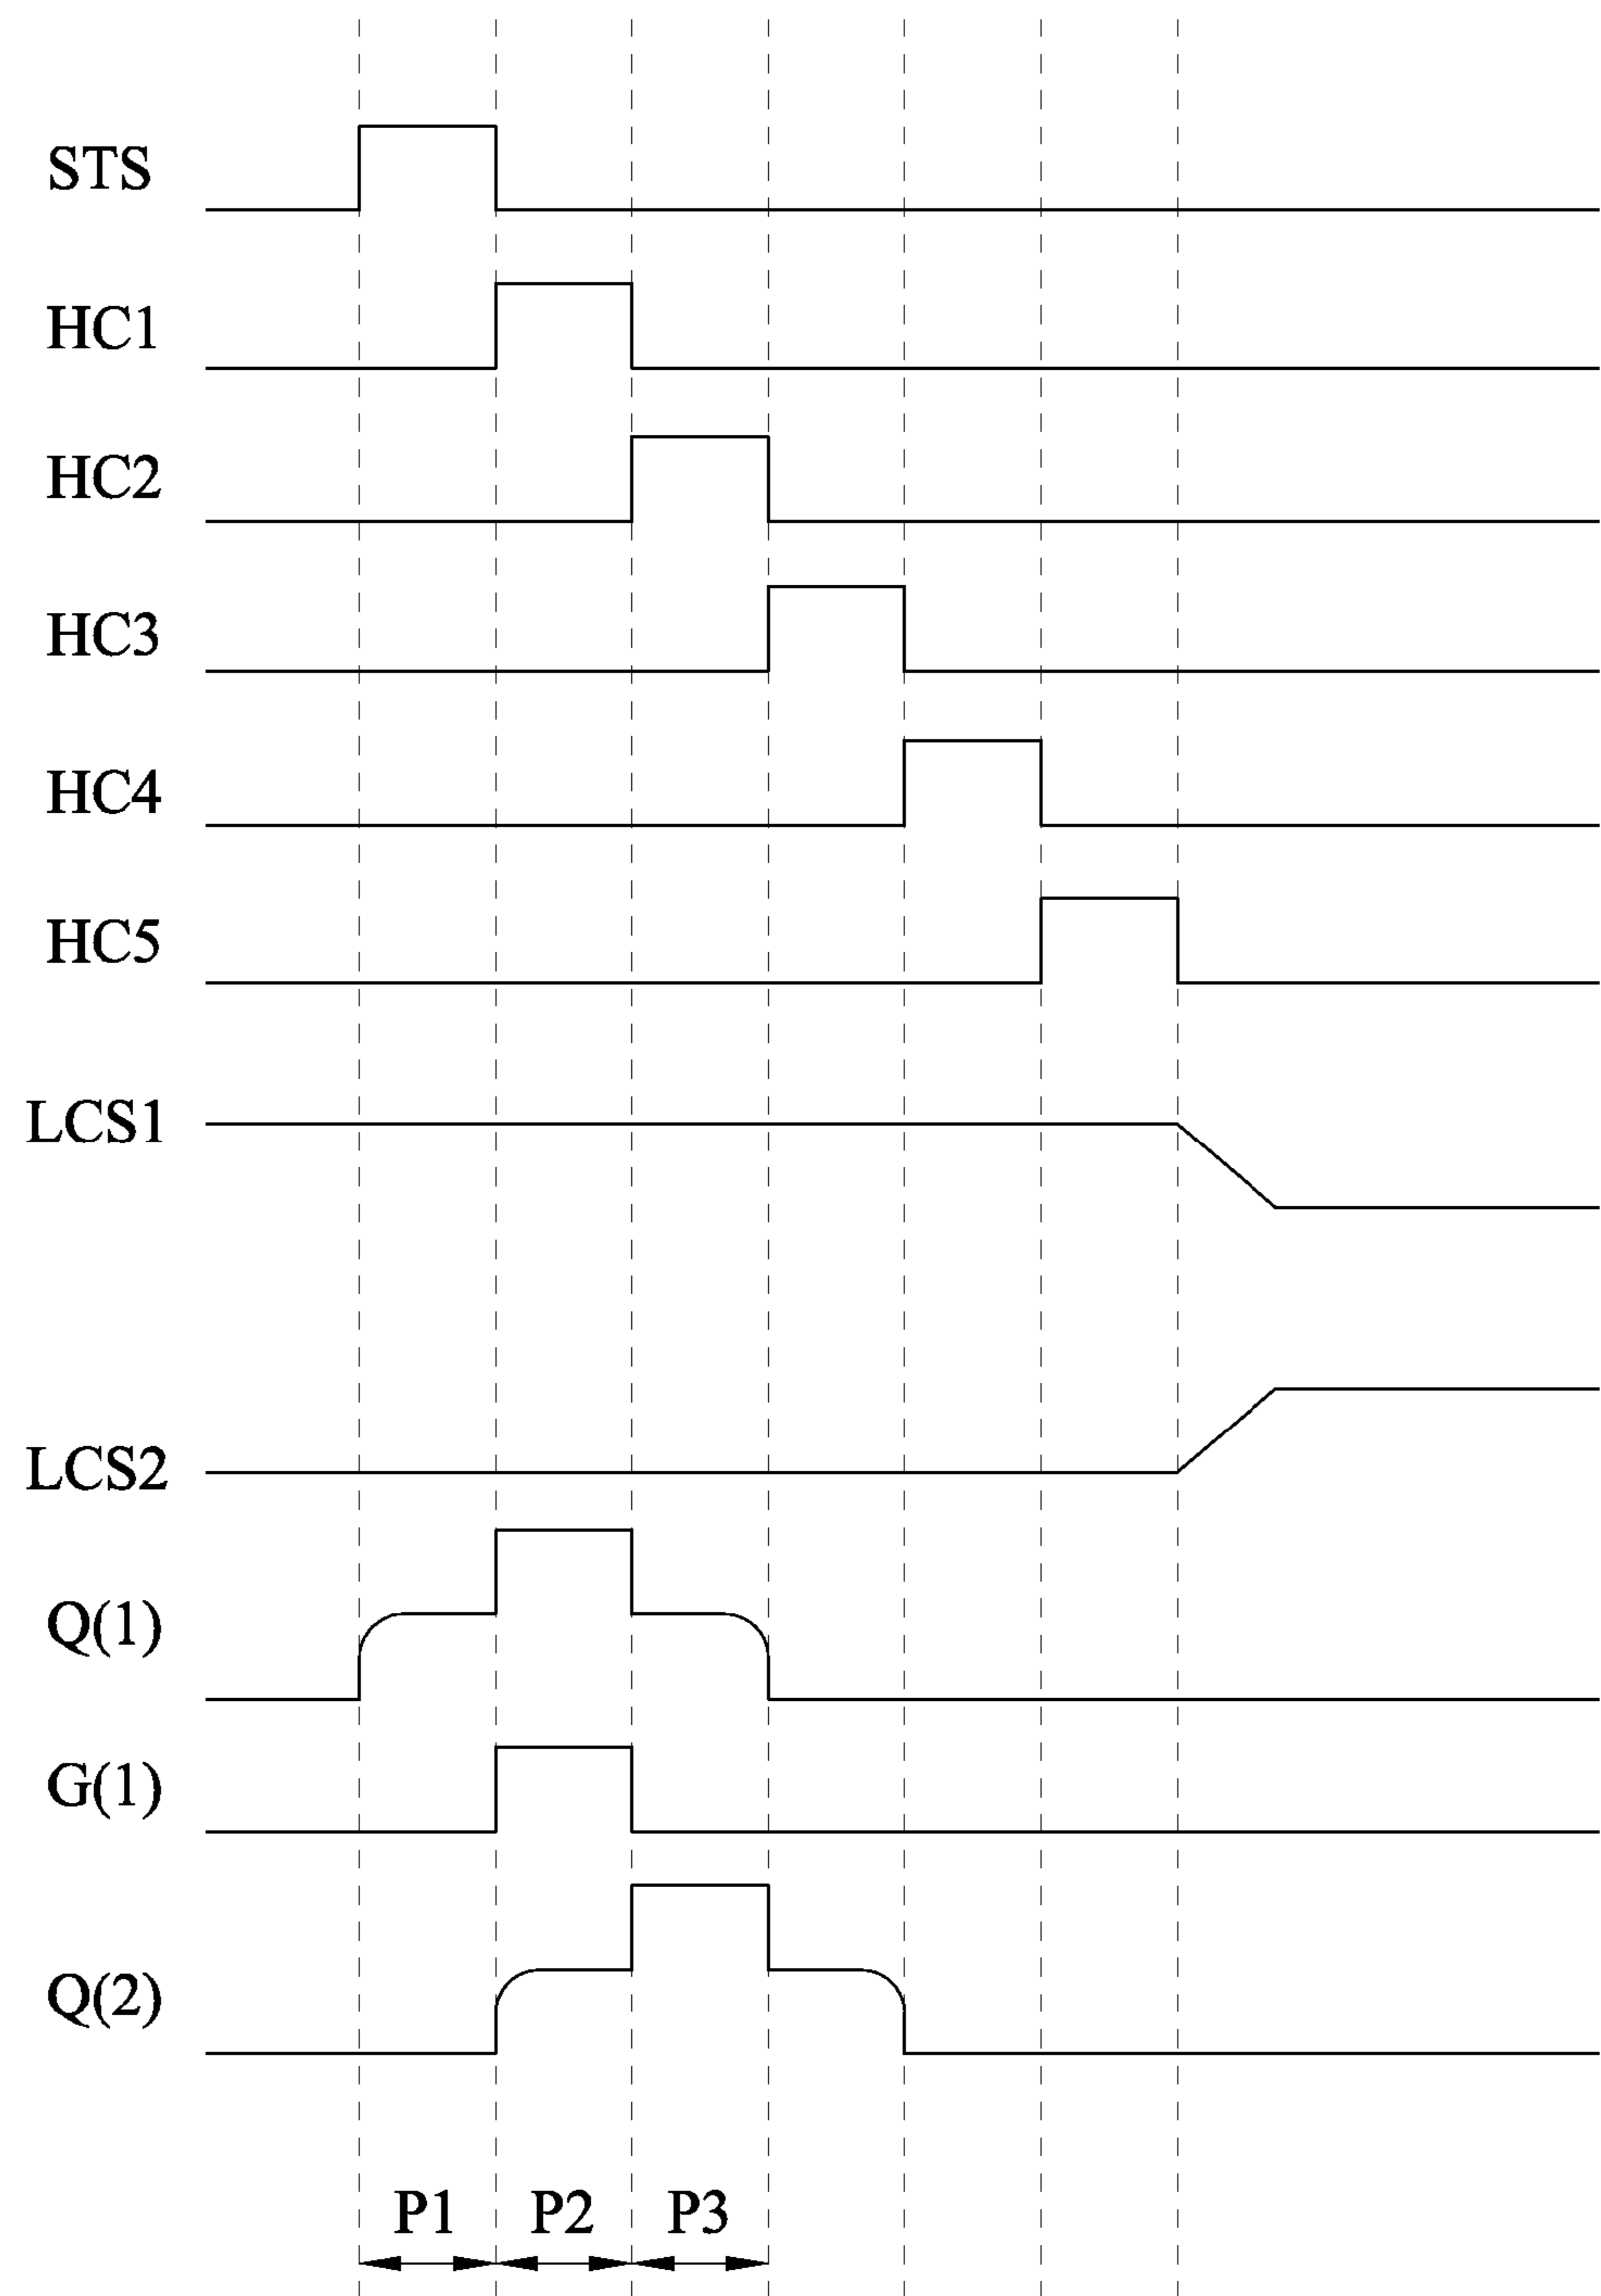 STS
HC1
HC2
HC3
HC4
HC5
LCS1
LCS2
Q(1)
G(1)
Q(2)
P1 P2 P3